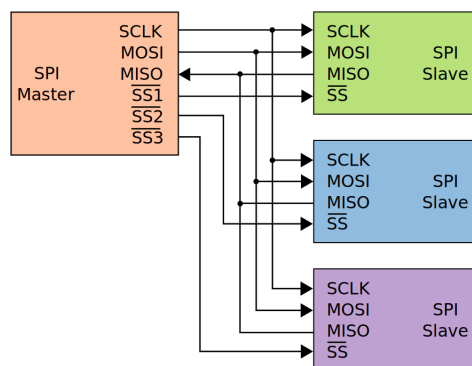 SCLK
MOSI
MISO
SS1
SS2
SS3
SPI
Master
SCLK
MOSI
MISO
SS
SPI
Slave
SCLK
MOSI
MISO
SS
SPI
Slave
SCLK
MOSI
MISO
SS
SPI
Slave